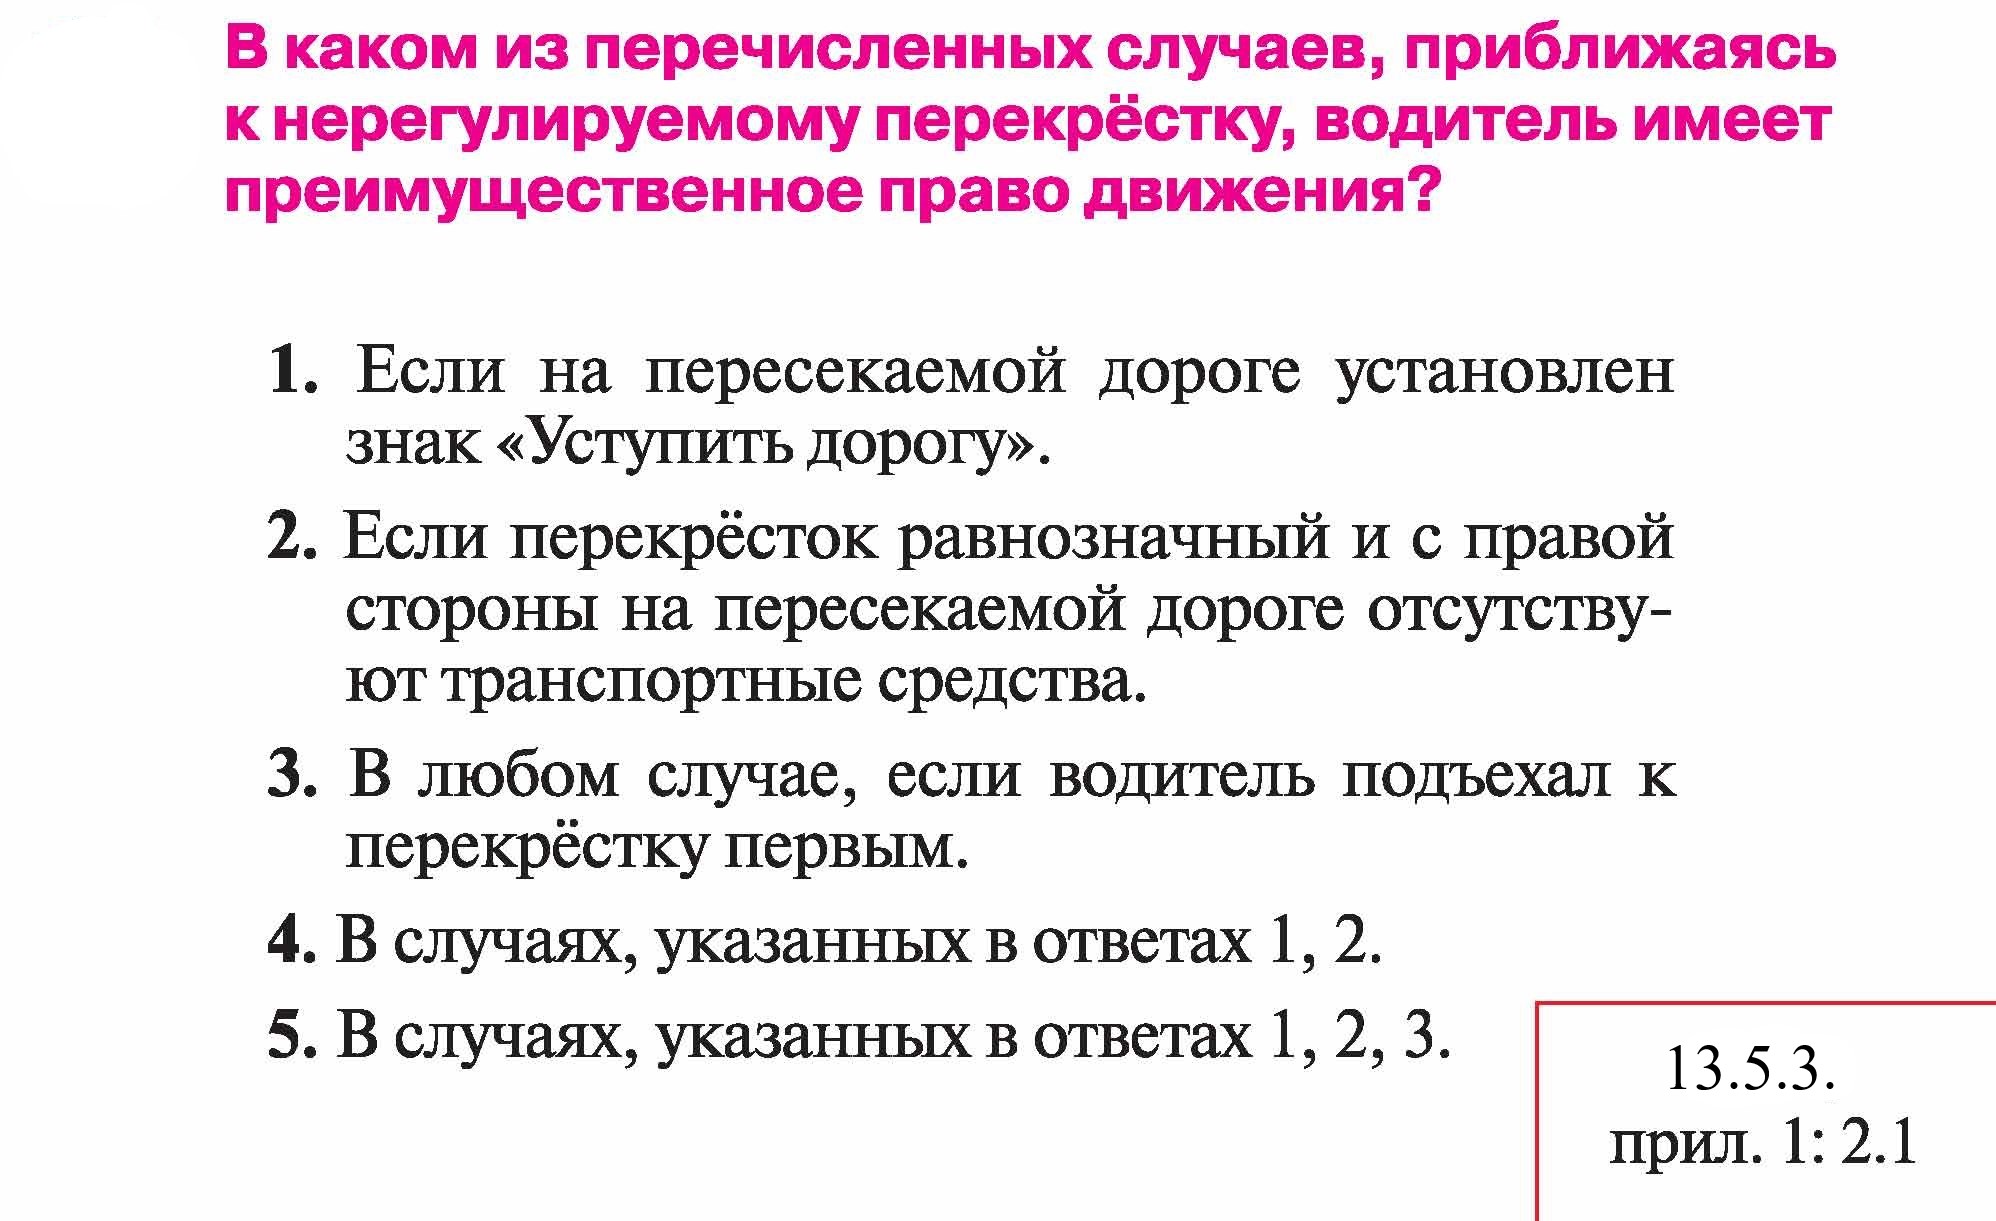 В каком из перечисленных случаев, приближаясь
к нерегулируемому перекрёстку, водитель имеет
преимущественное право движения?
1. Если на пересекаемой дороге установлен
знак «Уступить дорогу».
2. Если перекрёсток равнозначный и с правой
стороны на пересекаемой дороге отсутству-
ют транспортные средства.
3. В любом случае, если водитель подъехал к
перекрёстку первым.
4. В случаях, указанных в ответах 1, 2.
5. В случаях, указанных в ответах 1, 2, 3.
13.5.3.
прил. 1: 2.1